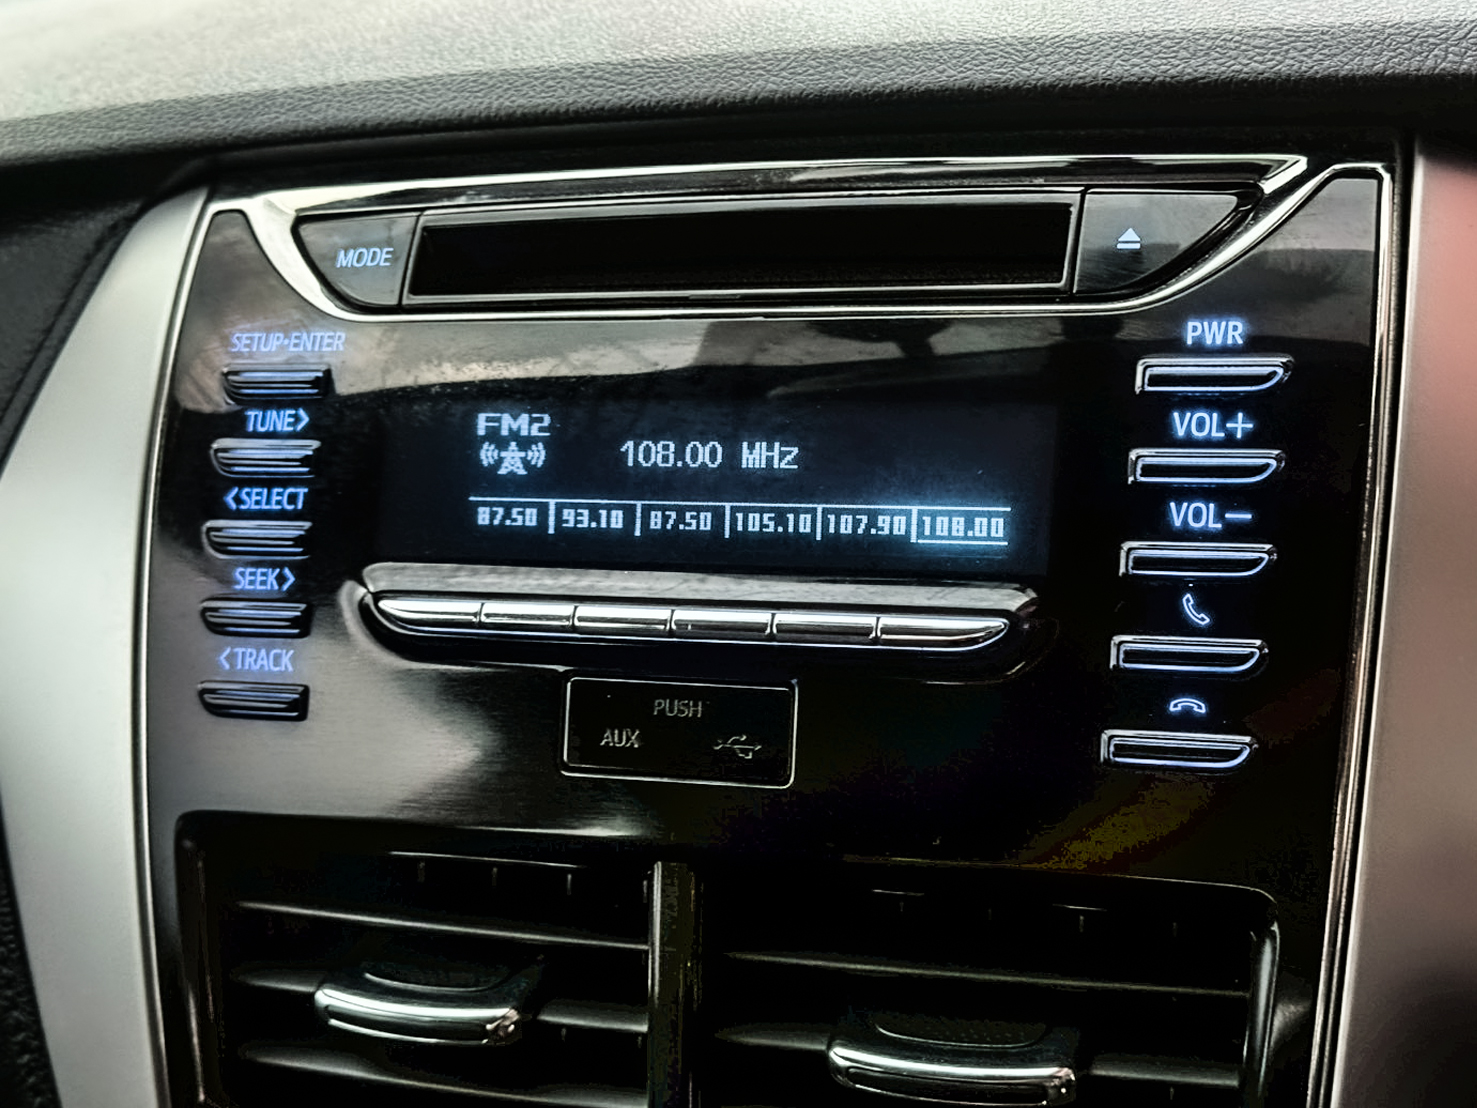 MODE
SETUP•ENTER
TUNE>
<SELECT
SEEK>
<TRACK
FM2
108.00 MHz
87.50 93.10 87.50 105.10 107.90 108.00
PWR
VOL+
VOL−
PUSH
AUX